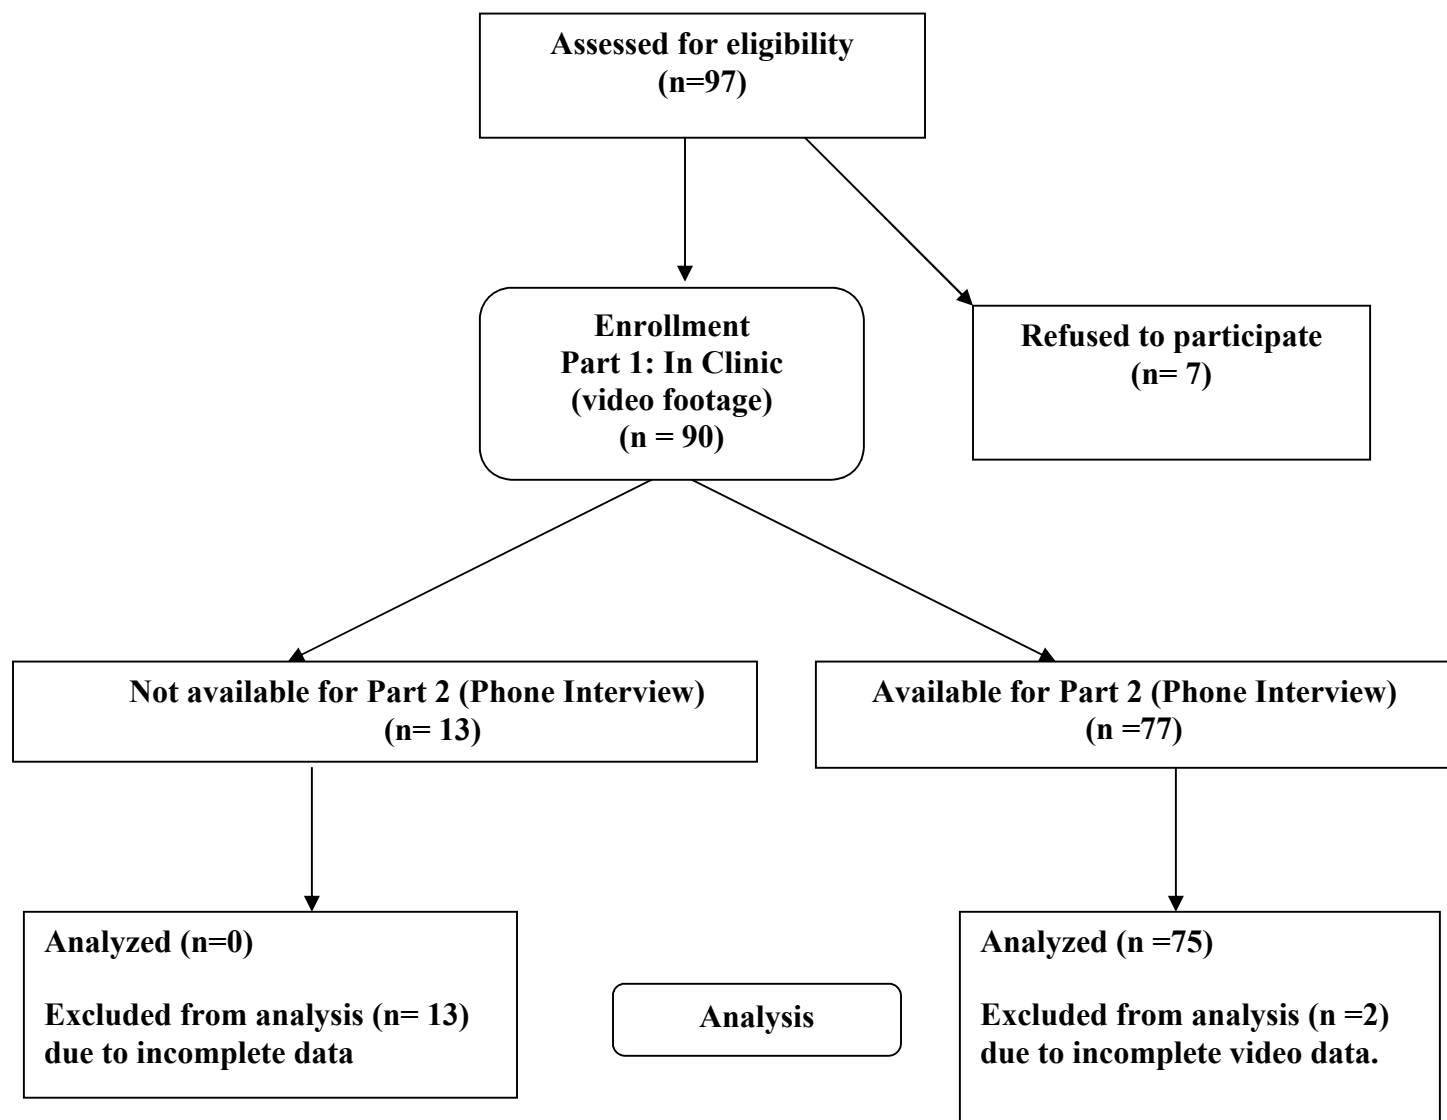 Assessed for eligibility
(n=97)
Enrollment
Part 1: In Clinic
(video footage)
(n = 90)
Refused to participate
(n= 7)
Not available for Part 2 (Phone Interview)
(n= 13)
Available for Part 2 (Phone Interview)
(n =77)
Analyzed (n=0)
Excluded from analysis (n= 13)
due to incomplete data
Analysis
Analyzed (n =75)
Excluded from analysis (n =2)
due to incomplete video data.